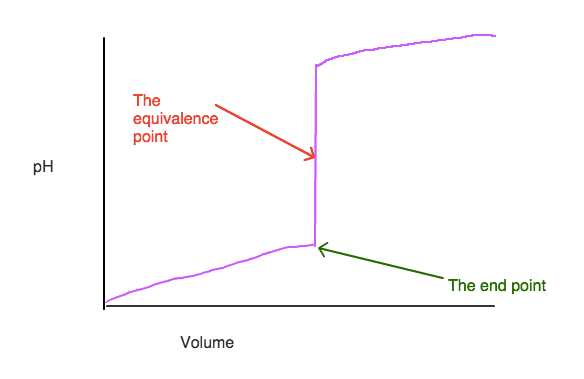 The
equivalence
point
pH
The end point
Volume